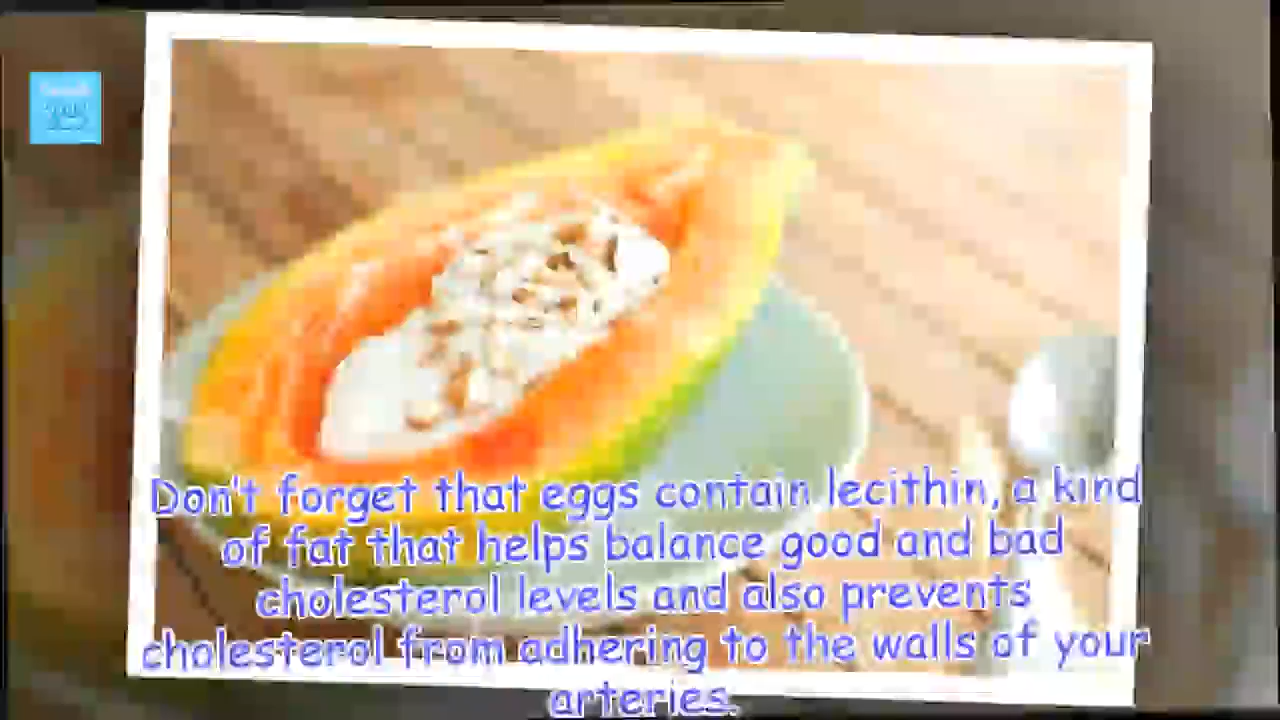 Don't forget that eggs contain lecithin, a kind
of fat that helps balance good and bad
cholesterol levels and also prevents
cholesterol from adhering to the walls of your
arteries.